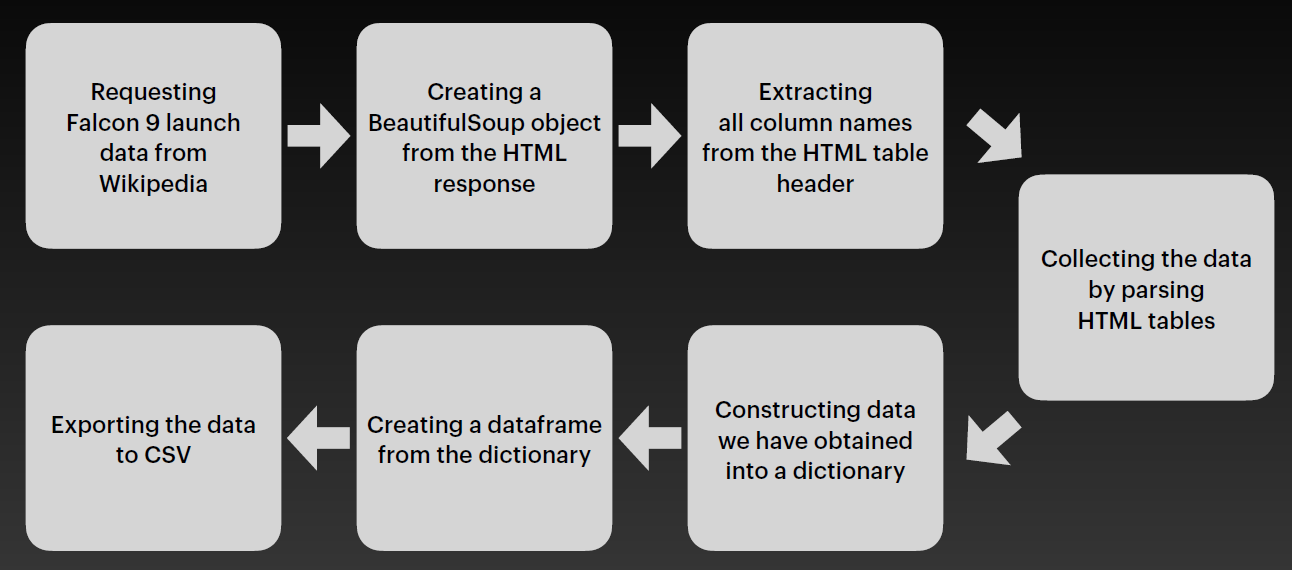 Requesting
Falcon 9 launch
data from
Wikipedia
Creating a
BeautifulSoup object
from the HTML
response
Extracting
all column names
from the HTML table
header
Collecting the data
by parsing
HTML tables
Constructing data
we have obtained
into a dictionary
Creating a dataframe
from the dictionary
Exporting the data
to CSV